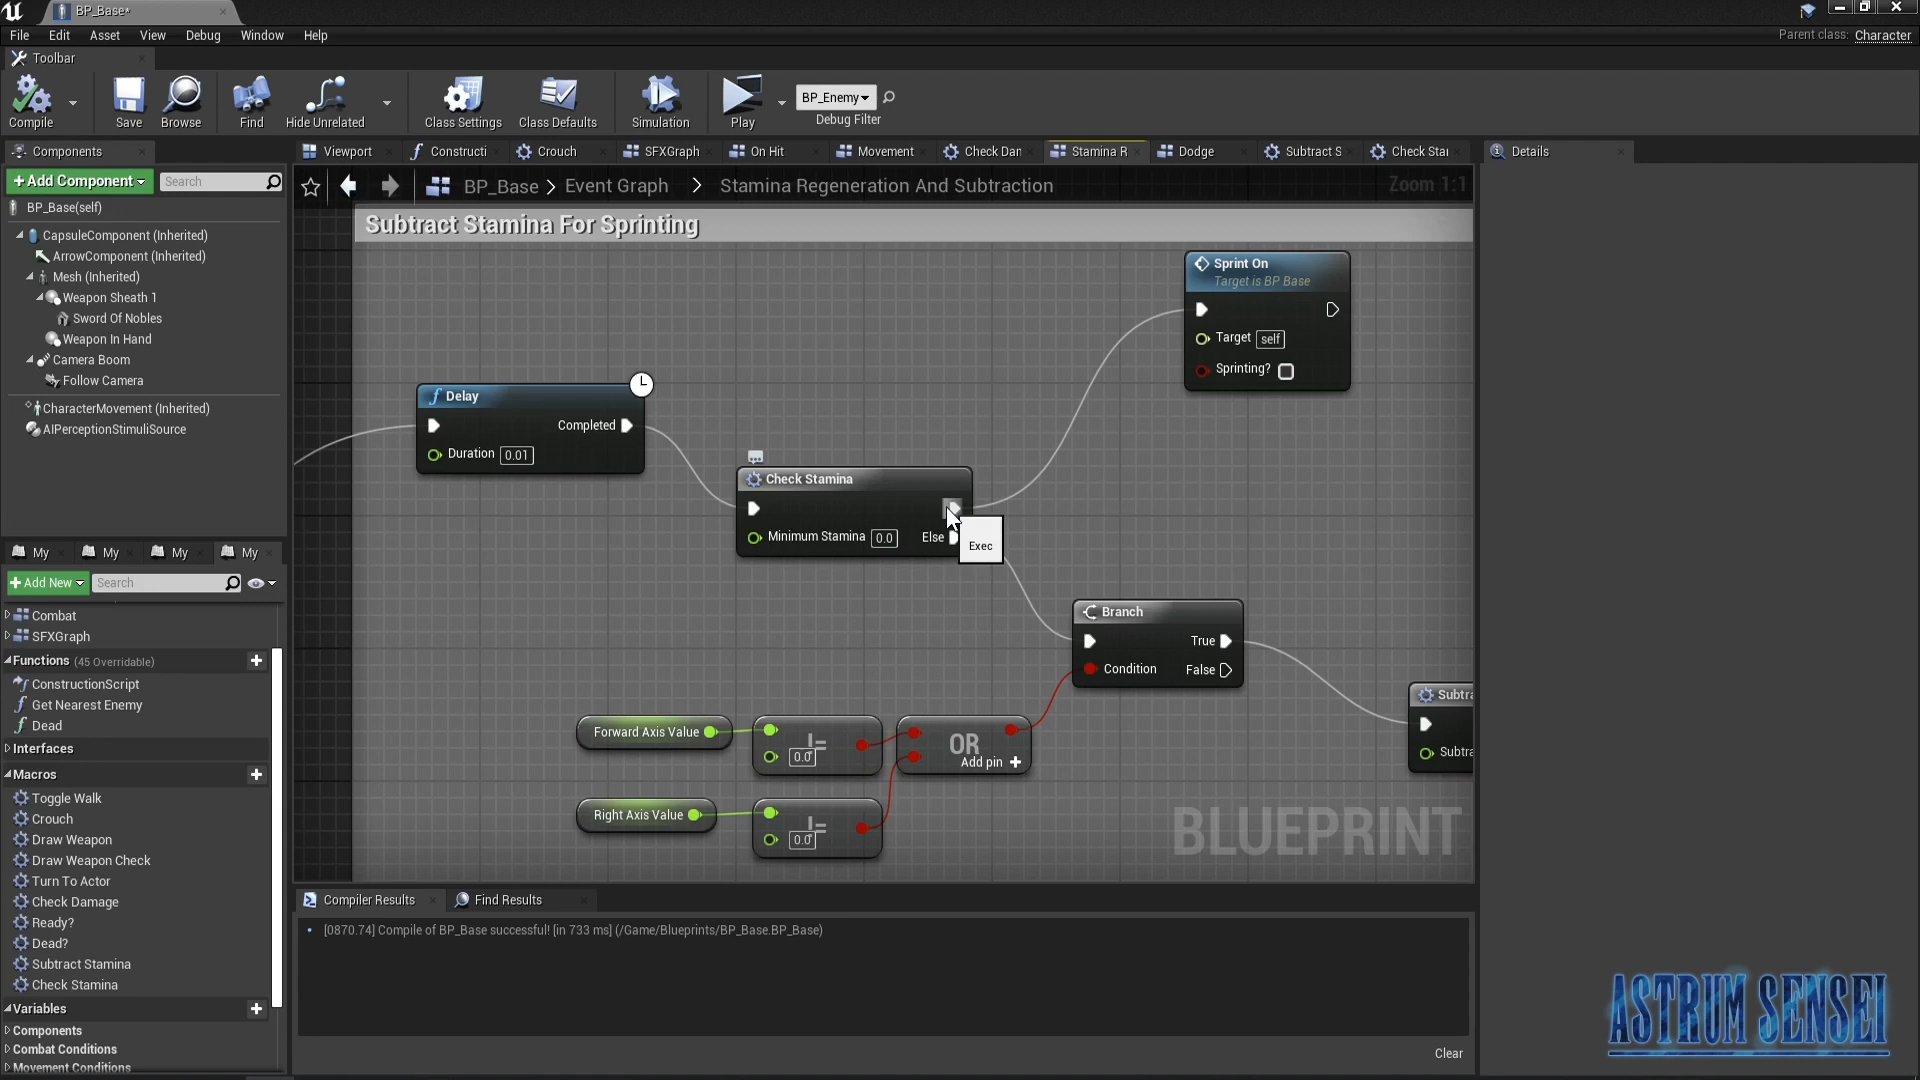 BP_Base*
File Edit Asset View Debug Window Help
Parent class: Character
Toolbar
Compile Save Browse Find Hide Unrelated Class Settings Class Defaults Simulation Play
BP_Enemy
Debug Filter
Components
Viewport Constructi Crouch SFXGraph On Hit Movement Check Dar Stamina R Dodge Subtract S Check Stai Details
+Add Component Search
BP_Base > Event Graph > Stamina Regeneration And Subtraction
Zoom 1:1
BP_Base(self)
CapsuleComponent (Inherited)
ArrowComponent (Inherited)
Mesh (Inherited)
Weapon Sheath 1
Sword Of Nobles
Weapon In Hand
Camera Boom
Follow Camera
CharacterMovement (Inherited)
AIPerceptionStimuliSource
My My My My
+Add New Search
Combat
SFXGraph
Functions (45 Overridable)
ConstructionScript
Get Nearest Enemy
Dead
Interfaces
Macros
Toggle Walk
Crouch
Draw Weapon
Draw Weapon Check
Turn To Actor
Check Damage
Ready?
Dead?
Subtract Stamina
Check Stamina
Variables
Components
Combat Conditions
Movement Conditions
Subtract Stamina For Sprinting
Sprint On
Target is BP Base
Target self
Sprinting?
Delay
Completed
Duration 0.01
Check Stamina
Minimum Stamina 0.0 Else
Exec
Branch
True
Condition False
Subtra
Subtra
Forward Axis Value
!=
0.0
OR
Add pin +
Right Axis Value
!=
0.0
BLUEPRINT
Compiler Results Find Results
[0870.74] Compile of BP_Base successful! [in 733 ms] (/Game/Blueprints/BP_Base.BP_Base)
Clear
ASTRUM SENSEI